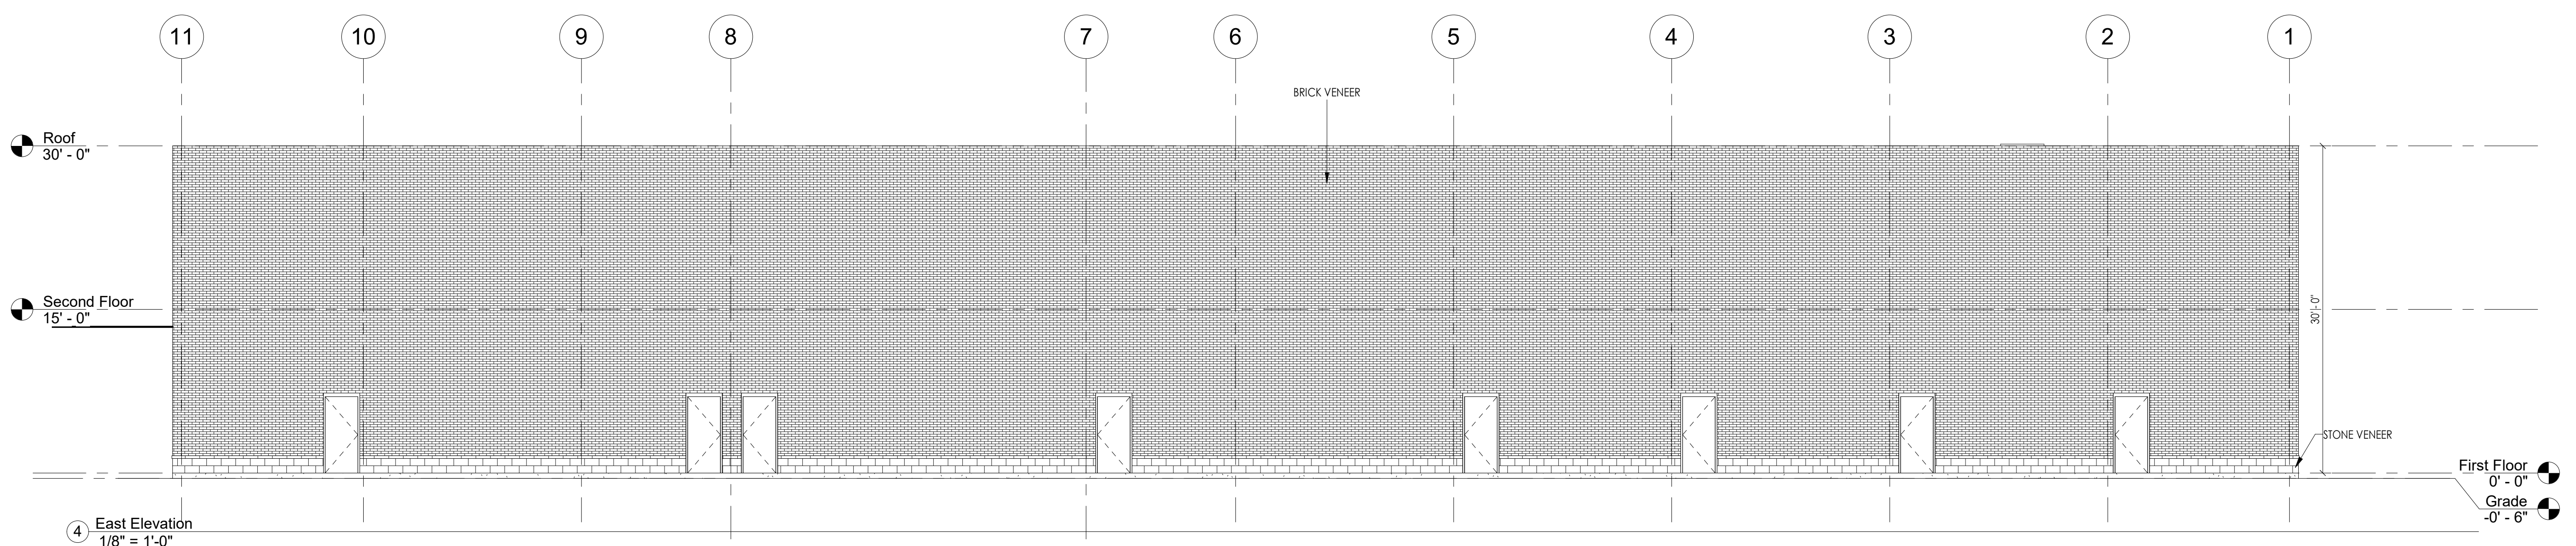 11 10 9 8 7 6 5 4 3 2 1
BRICK VENEER
Roof
30' - 0"
Second Floor
15' - 0"
30' - 0"
STONE VENEER
First Floor
0' - 0"
Grade
-0' - 6"
4 East Elevation
1/8" = 1'-0"